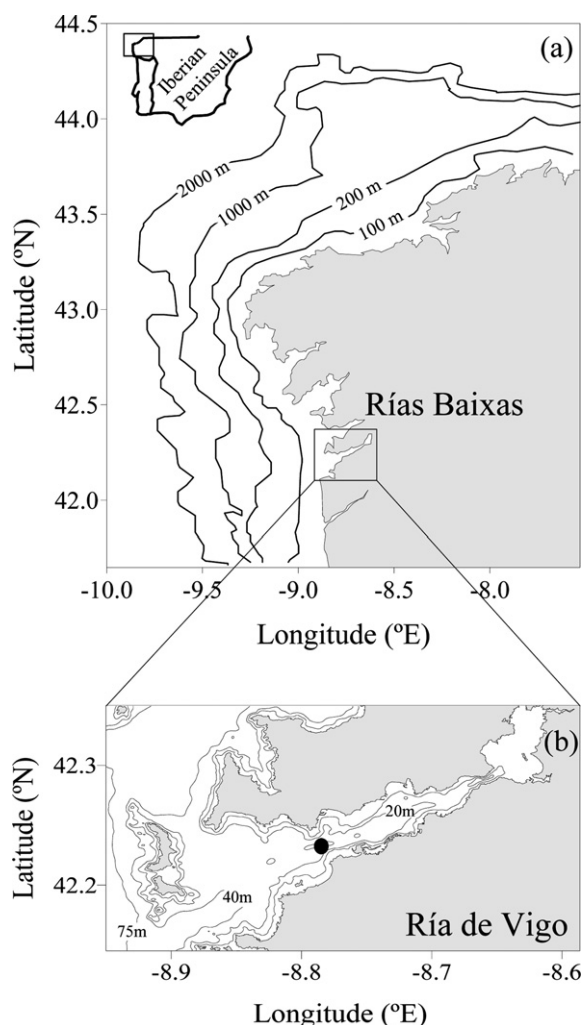 44.5
(a)
Iberian
Peninsula
44.0
2000 m
1000 m
200 m
100 m
43.5
Latitude (ºN)
43.0
42.5
Rías Baixas
42.0
-10.0 -9.5 -9.0 -8.5 -8.0
Longitude (ºE)
(b)
42.3
20m
Latitude (ºN)
42.2
40m
75m
Ría de Vigo
-8.9 -8.8 -8.7 -8.6
Longitude (ºE)